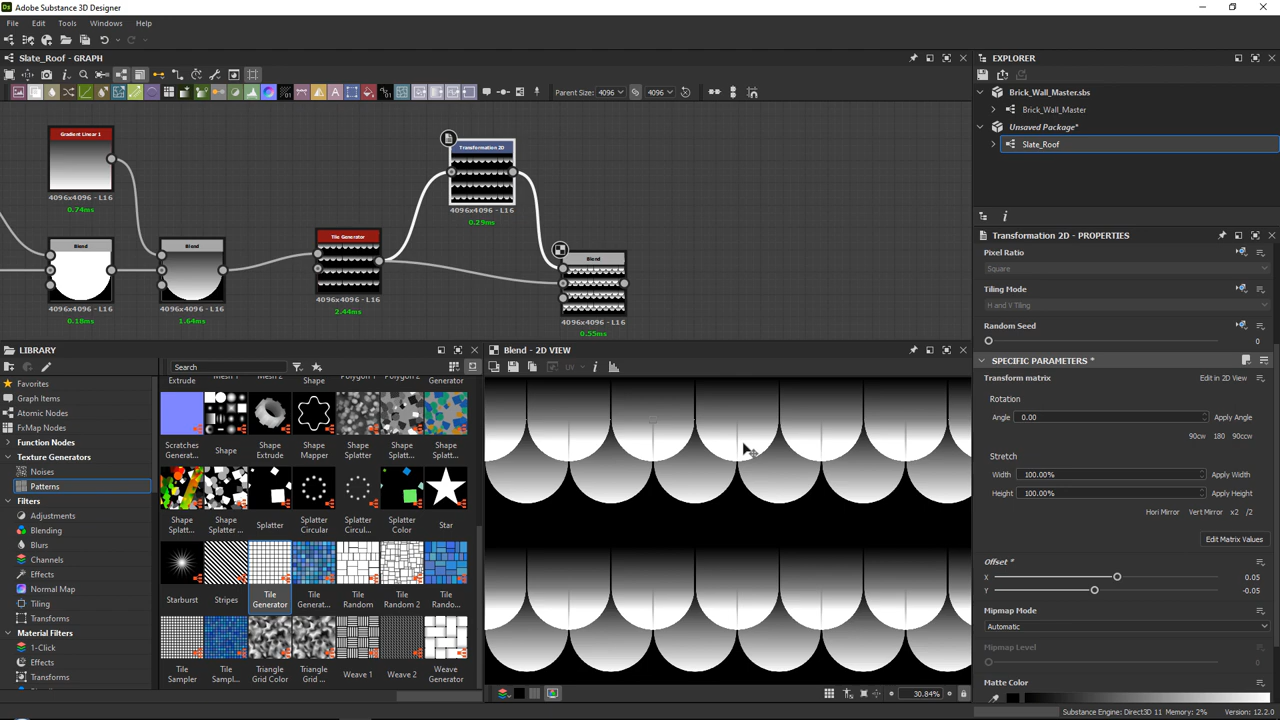 Adobe Substance 3D Designer
File Edit Tools Windows Help
Slate_Roof - GRAPH
Parent Size: 4096 4096
Gradient Linear 1
4096x4096 - L16
0.74ms
Blend
4096x4096 - L16
0.18ms
Blend
4096x4096 - L16
1.64ms
Tile Generator
4096x4096 - L16
2.44ms
Transformation 2D
4096x4096 - L16
0.29ms
Blend
4096x4096 - L16
0.55ms
EXPLORER
Brick_Wall_Master.sbs
Brick_Wall_Master
Unsaved Package*
Slate_Roof
LIBRARY
Search
Favorites
Graph Items
Atomic Nodes
FxMap Nodes
Function Nodes
Texture Generators
Noises
Patterns
Filters
Adjustments
Blending
Blurs
Channels
Effects
Normal Map
Tiling
Transforms
Material Filters
1-Click
Effects
Transforms
Extrude
Shape
Generator
Scratches Generat...
Shape
Shape Extrude
Shape Mapper
Shape Splatter
Shape Splatt...
Shape Splatt...
Shape Splatt...
Shape Splatter ...
Splatter
Splatter Circular
Splatter Circul...
Splatter Color
Star
Starburst
Stripes
Tile Generator
Tile Generat...
Tile Random
Tile Random 2
Tile Rando...
Tile Sampler
Tile Sampl...
Triangle Grid Color
Triangle Grid...
Weave 1
Weave 2
Weave Generator
Blend - 2D VIEW
30.84%
Transformation 2D - PROPERTIES
Pixel Ratio
Square
Tiling Mode
H and V Tiling
Random Seed
0
SPECIFIC PARAMETERS *
Transform matrix Edit in 2D View
Rotation
Angle 0.00 Apply Angle
90cw 180 90ccw
Stretch
Width 100.00% Apply Width
Height 100.00% Apply Height
Hori Mirror Vert Mirror x2 /2
Edit Matrix Values
Offset *
X 0.05
Y -0.05
Mipmap Mode
Automatic
Mipmap Level
0
Matte Color
Substance Engine: Direct3D 11 Memory: 2% Version: 12.2.0